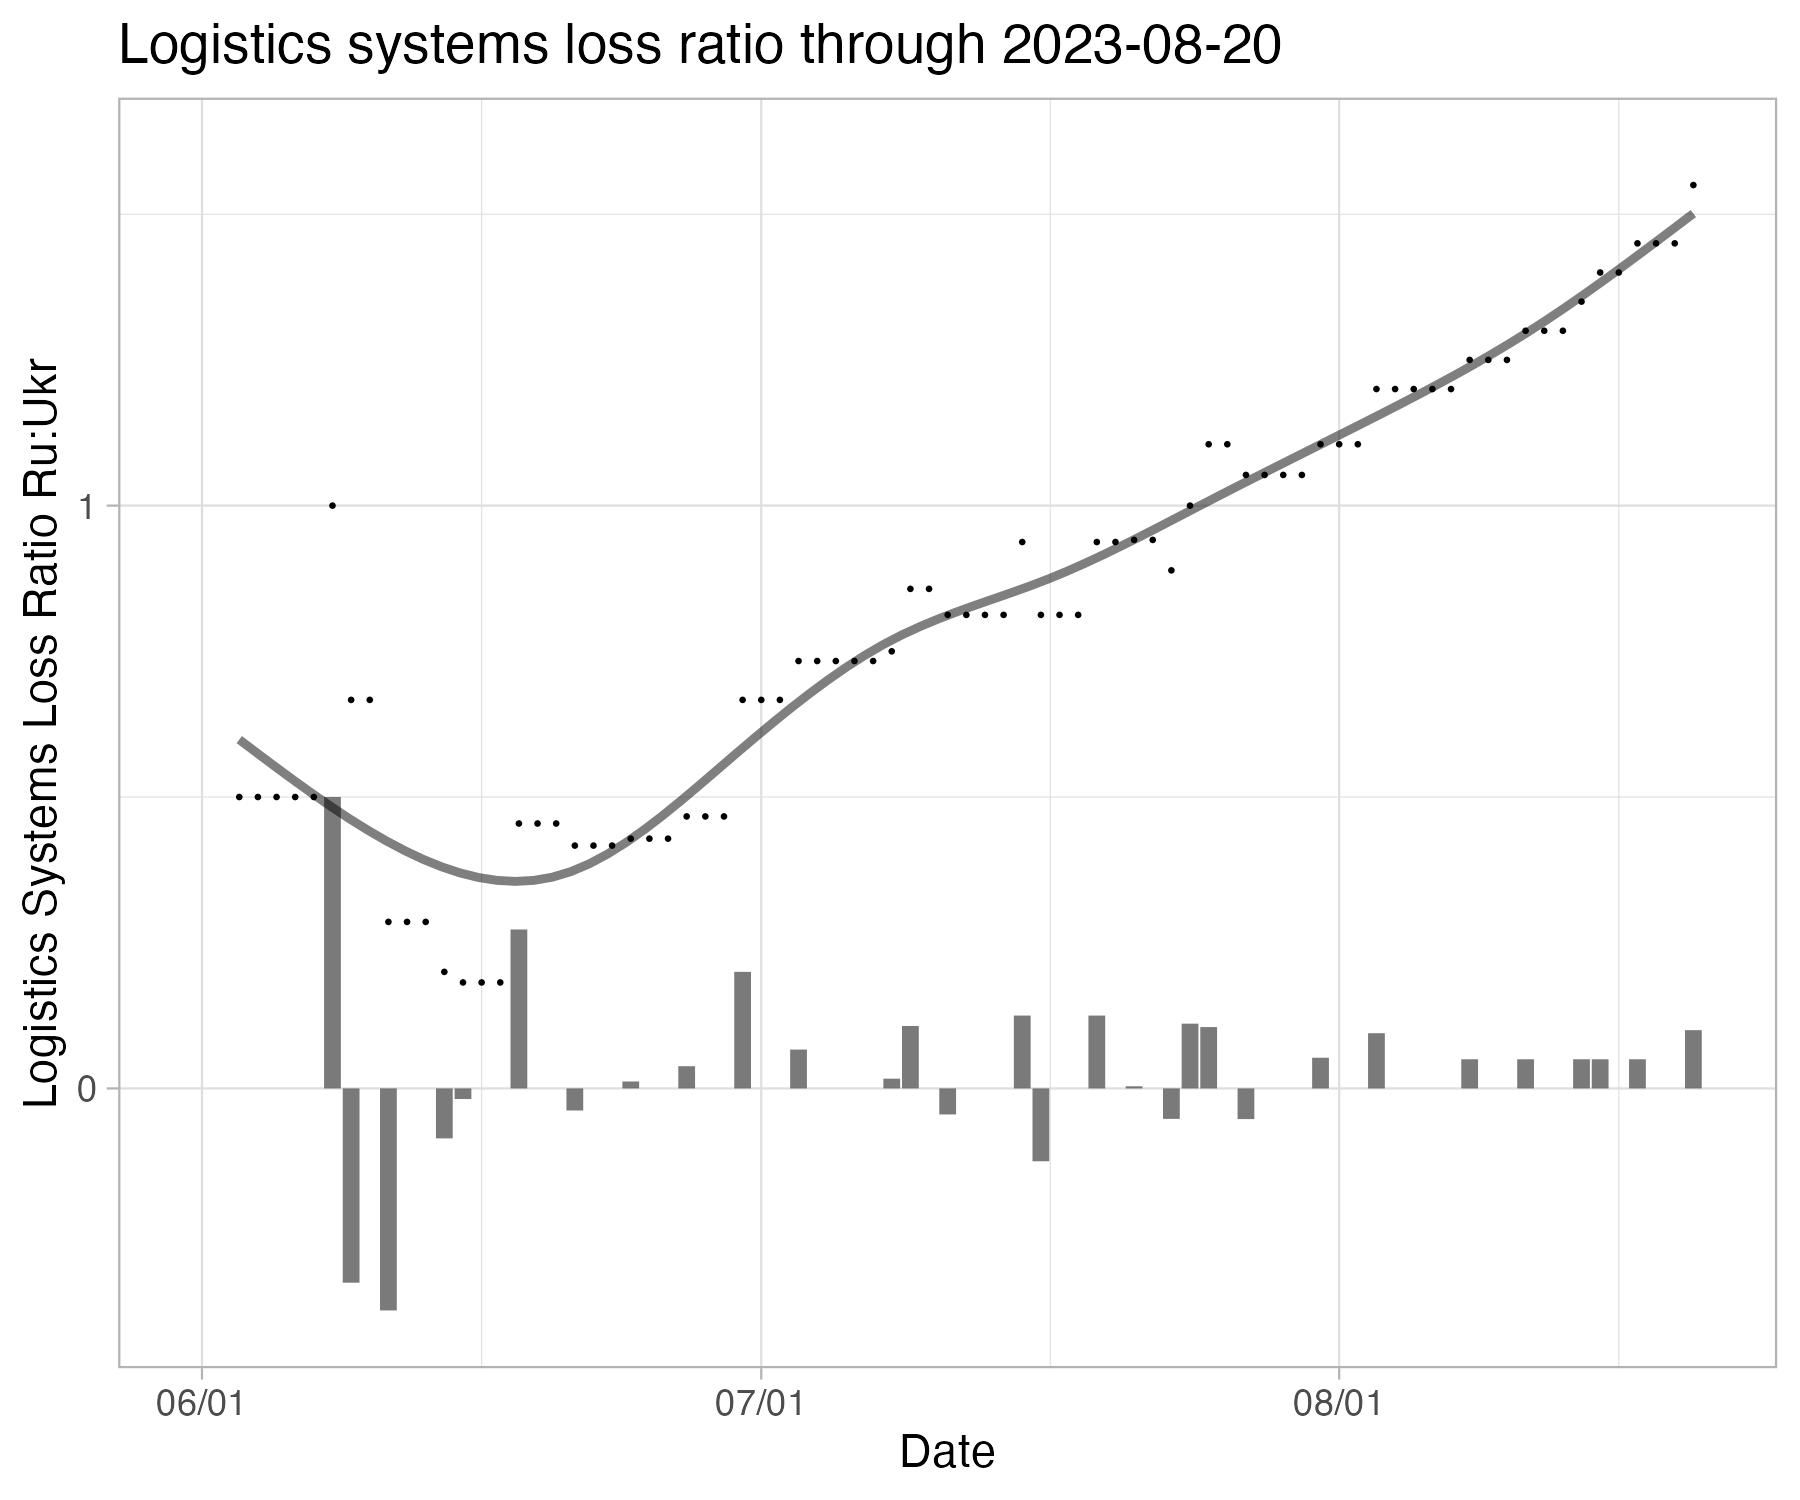 Logistics systems loss ratio through 2023-08-20
Logistics Systems Loss Ratio Ru:Ukr
1
0
06/01
07/01
08/01
Date